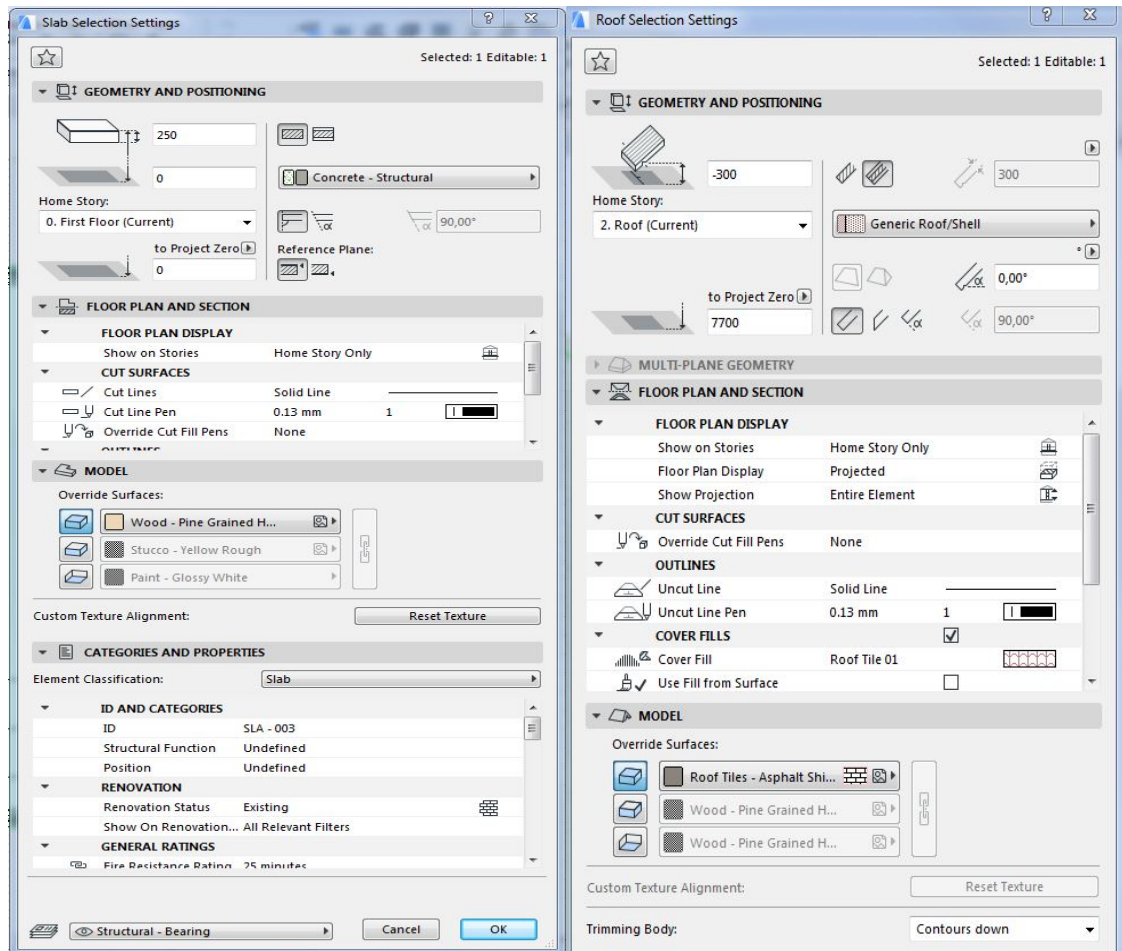 Slab Selection Settings
Selected: 1 Editable: 1
GEOMETRY AND POSITIONING
250
0
Concrete - Structural
Home Story:
0. First Floor (Current)
90,00°
to Project Zero
Reference Plane:
0
FLOOR PLAN AND SECTION
FLOOR PLAN DISPLAY
Show on Stories Home Story Only
CUT SURFACES
Cut Lines Solid Line
Cut Line Pen 0.13 mm 1
Override Cut Fill Pens None
OUTLINES
MODEL
Override Surfaces:
Wood - Pine Grained H...
Stucco - Yellow Rough
Paint - Glossy White
Custom Texture Alignment: Reset Texture
CATEGORIES AND PROPERTIES
Element Classification: Slab
ID AND CATEGORIES
ID SLA - 003
Structural Function Undefined
Position Undefined
RENOVATION
Renovation Status Existing
Show On Renovation... All Relevant Filters
GENERAL RATINGS
Fire Resistance Rating 25 minutes
Structural - Bearing Cancel OK
Roof Selection Settings
Selected: 1 Editable: 1
GEOMETRY AND POSITIONING
-300
300
Home Story:
2. Roof (Current)
Generic Roof/Shell
°
α 0,00°
to Project Zero
7700
α α 90,00°
MULTI-PLANE GEOMETRY
FLOOR PLAN AND SECTION
FLOOR PLAN DISPLAY
Show on Stories Home Story Only
Floor Plan Display Projected
Show Projection Entire Element
CUT SURFACES
Override Cut Fill Pens None
OUTLINES
Uncut Line Solid Line
Uncut Line Pen 0.13 mm 1
COVER FILLS
Cover Fill Roof Tile 01
Use Fill from Surface
MODEL
Override Surfaces:
Roof Tiles - Asphalt Shi...
Wood - Pine Grained H...
Wood - Pine Grained H...
Custom Texture Alignment: Reset Texture
Trimming Body: Contours down